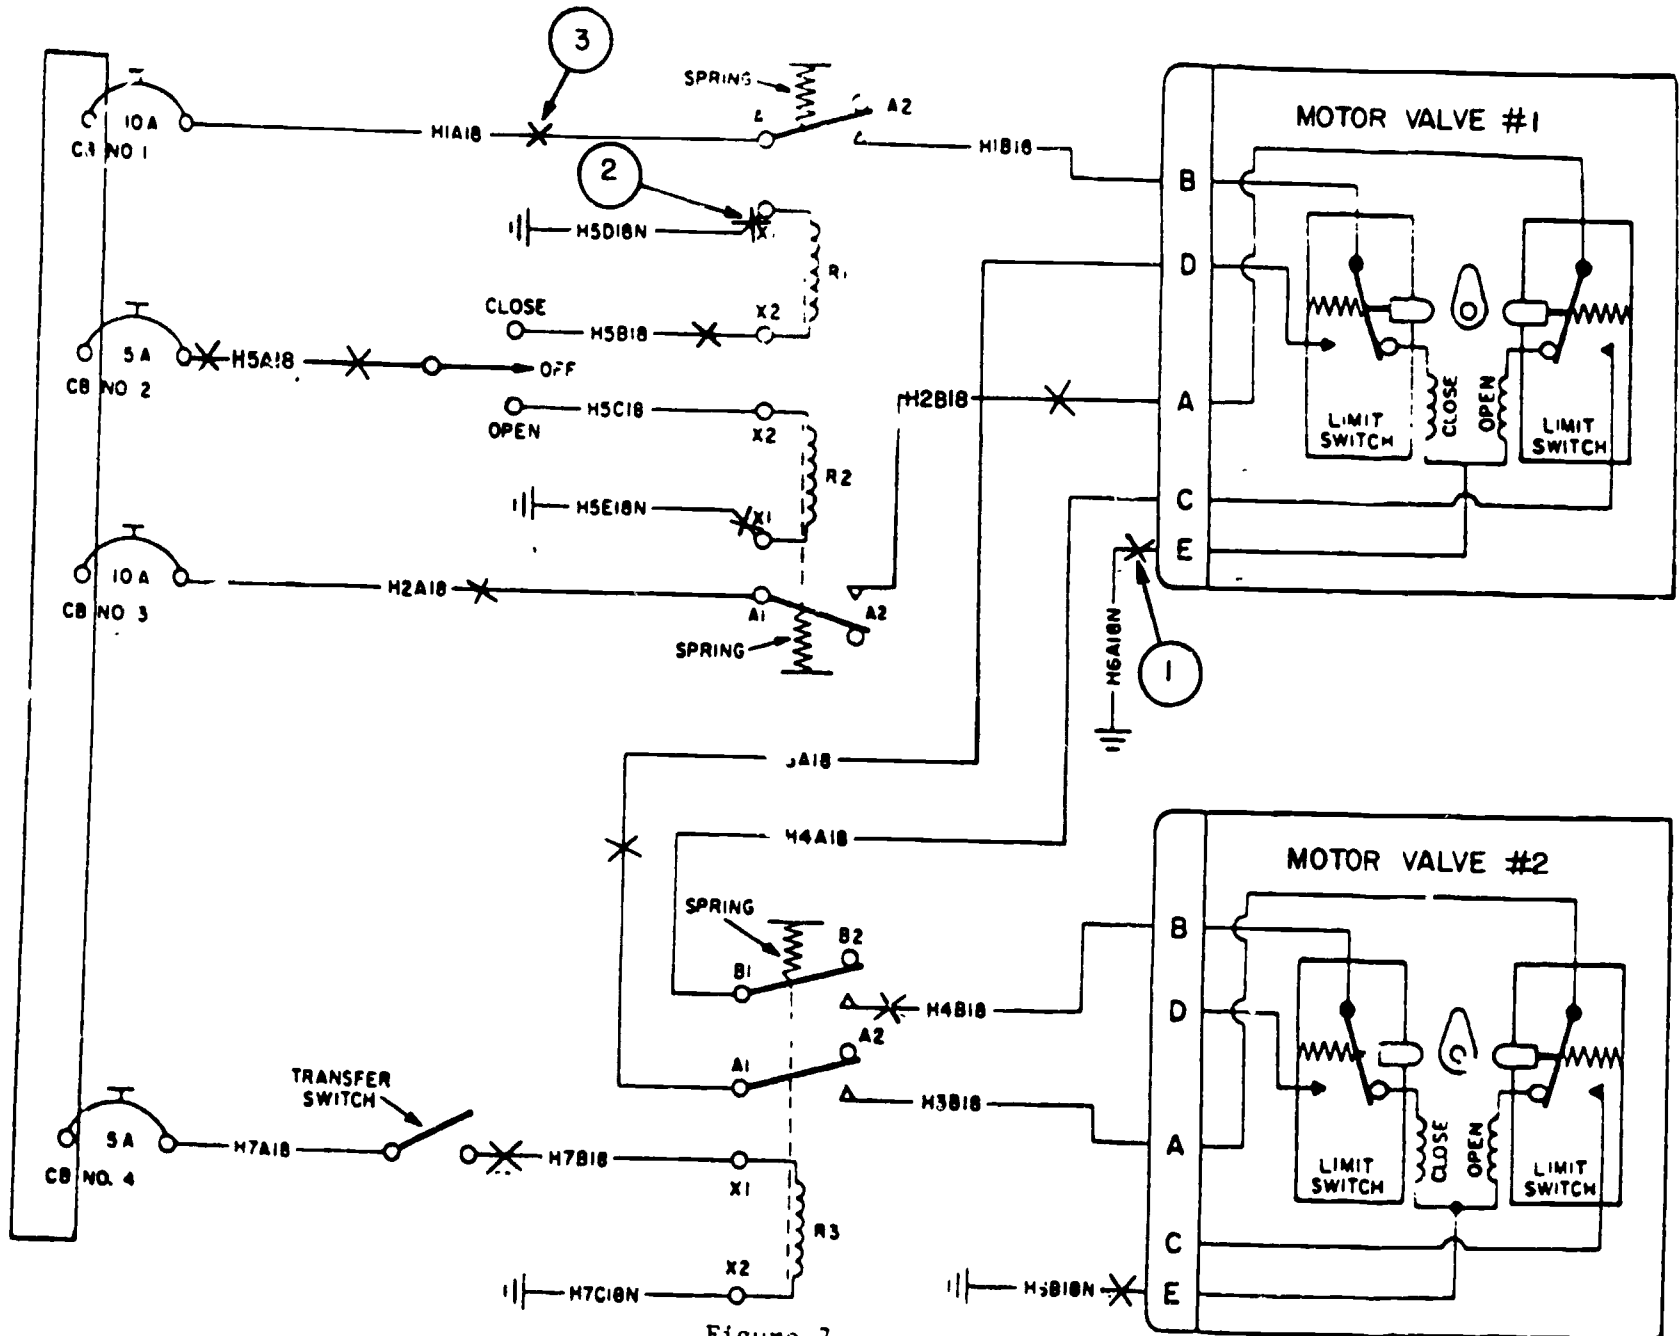 3
SPRING
A2
MOTOR VALVE #1
10A
H1A18
H1B18
B
NO 1
2
H5D18N
D
CLOSE
X2
5A
H5A18
H5B18
OFF
CB NO 2
H5C18
H2B18
A
OPEN
X2
CLOSE
OPEN
LIMIT
SWITCH
LIMIT
SWITCH
R2
H5E18N
X1
C
E
10A
H2A18
CB NO 3
A1
A2
SPRING
H6A18N
1
A18
H4A18
MOTOR VALVE #2
SPRING
B2
B1
B
H4B18
D
A2
A1
H3B18
TRANSFER
SWITCH
5A
H7A18
H7B18
A
CB NO. 4
X1
CLOSE
OPEN
LIMIT
SWITCH
LIMIT
SWITCH
R3
X2
C
H7C18N
B18N
E
Figure